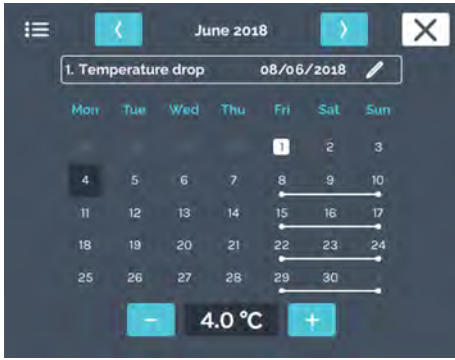 June 2018
1. Temperature drop 08/06/2018
Mon Tue Wed Thu Fri Sat Sun
1 2 3
4 5 6 7 8 9 10
11 12 13 14 15 16 17
18 19 20 21 22 23 24
25 26 27 28 29 30
4.0 °C